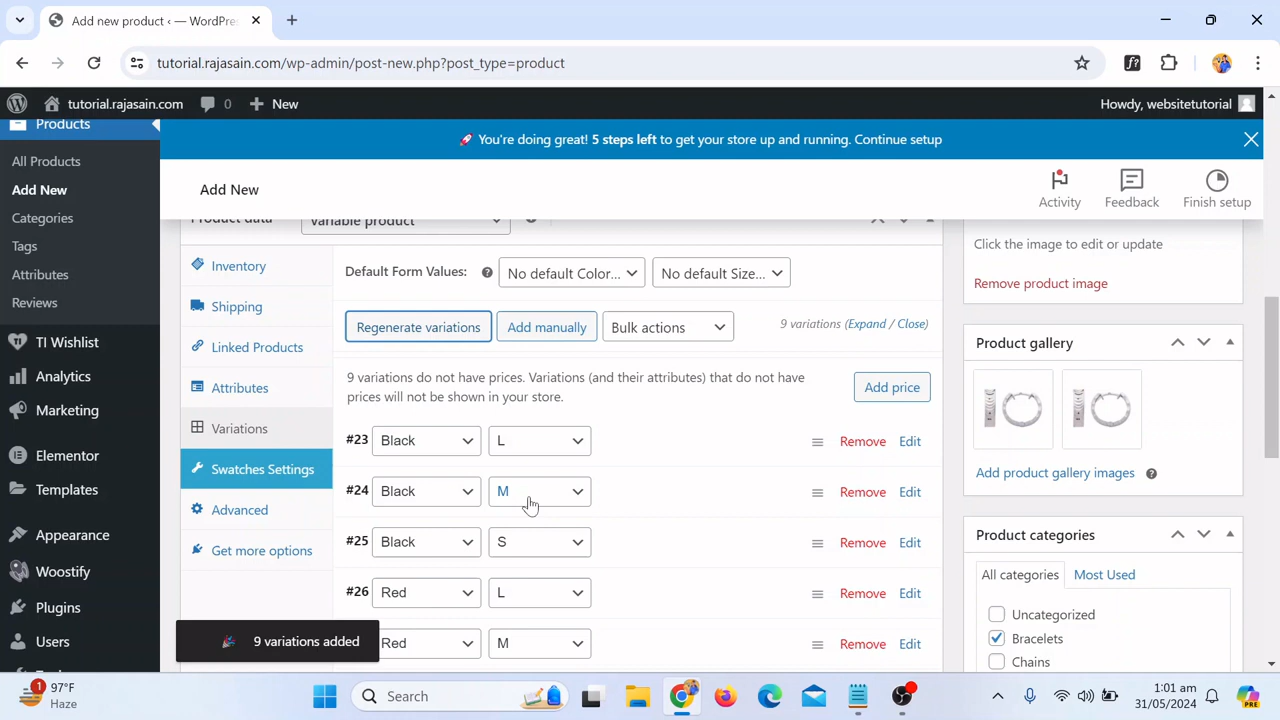 Add new product ‹ — WordPre
tutorial.rajasain.com/wp-admin/post-new.php?post_type=product
tutorial.rajasain.com
0
New
Howdy, websitetutorial
Products
All Products
Add New
Categories
Tags
Attributes
Reviews
TI Wishlist
Analytics
Marketing
Elementor
Templates
Appearance
Woostify
Plugins
Users
🚀 You're doing great! 5 steps left to get your store up and running. Continue setup
Add New
Activity
Feedback
Finish setup
Product data
Variable product
Inventory
Shipping
Linked Products
Attributes
Variations
Swatches Settings
Advanced
Get more options
Default Form Values:
No default Color...
No default Size...
Regenerate variations
Add manually
Bulk actions
9 variations (Expand / Close)
9 variations do not have prices. Variations (and their attributes) that do not have
prices will not be shown in your store.
Add price
#23 Black L Remove Edit
#24 Black M Remove Edit
#25 Black S Remove Edit
#26 Red L Remove Edit
Red M Remove Edit
🎉 9 variations added
Click the image to edit or update
Remove product image
Product gallery
Add product gallery images
Product categories
All categories
Most Used
Uncategorized
Bracelets
Chains
1
97°F
Haze
Search
PRE
1:01 am
31/05/2024